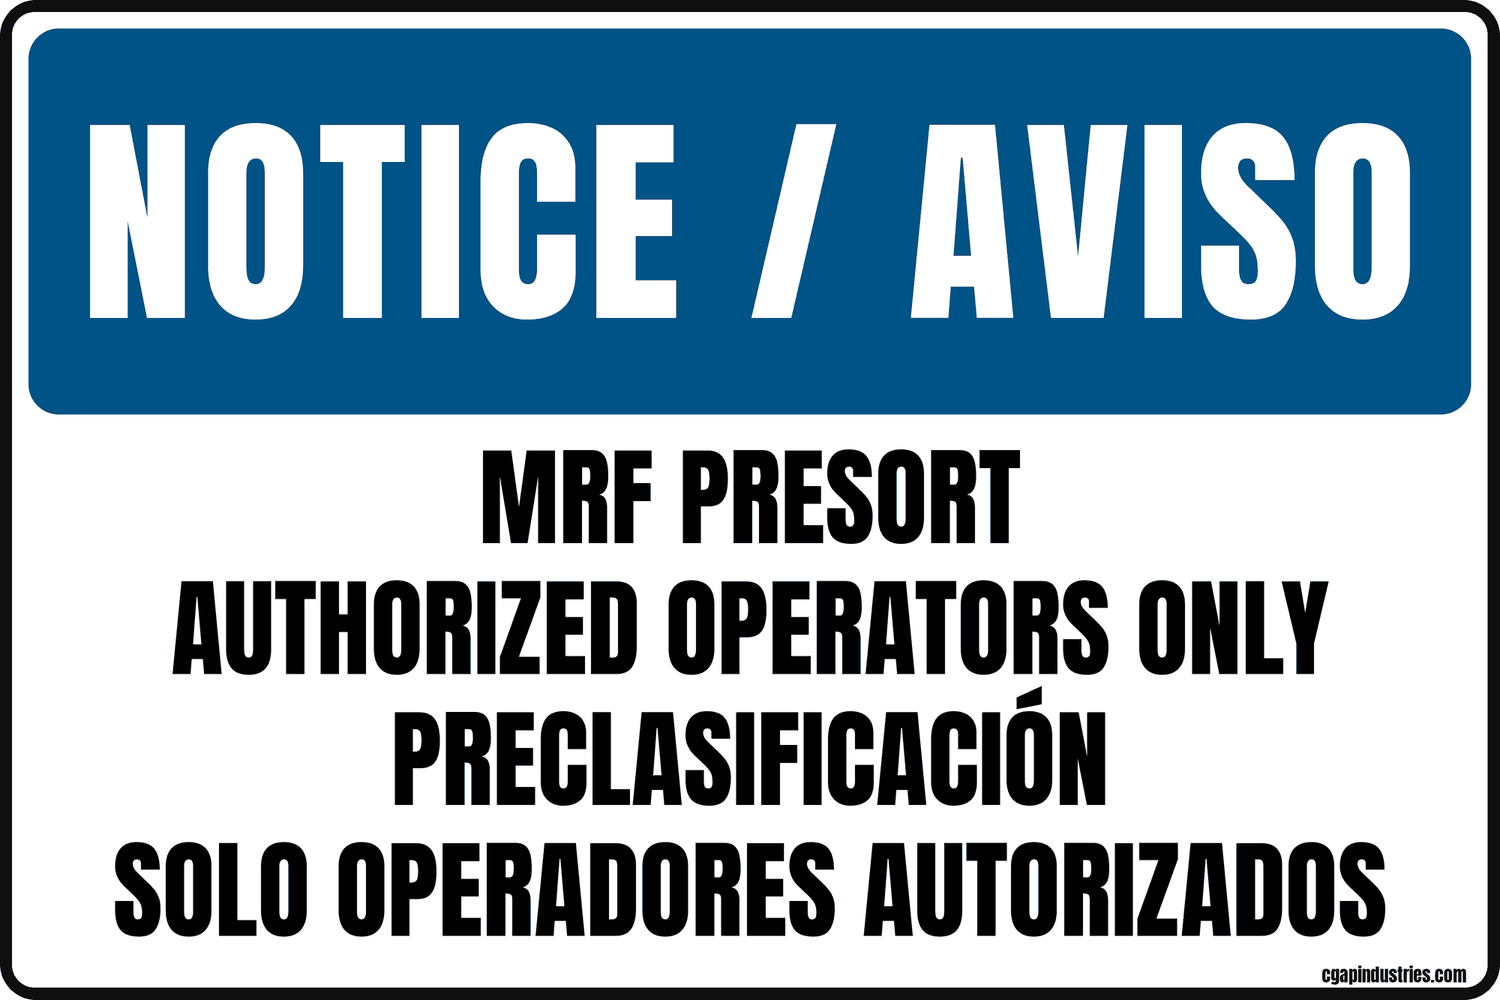 NOTICE / AVISO
MRF PRESORT
AUTHORIZED OPERATORS ONLY
PRECLASIFICACIÓN
SOLO OPERADORES AUTORIZADOS
cgapindustries.com